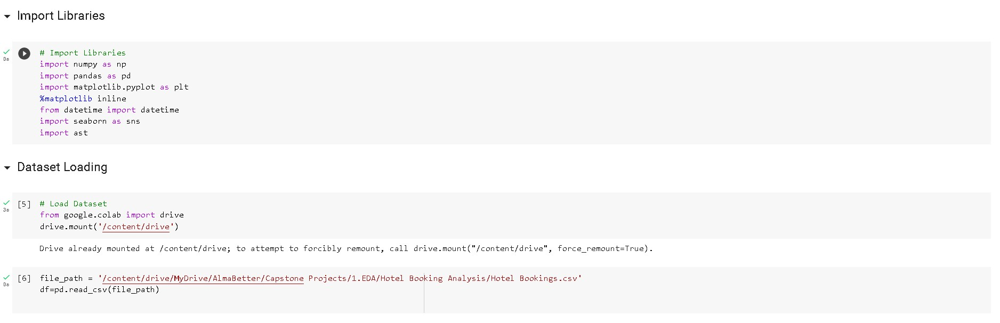 Import Libraries
# Import Libraries
0s
import numpy as np
import pandas as pd
import matplotlib.pyplot as plt
%matplotlib inline
from datetime import datetime
import seaborn as sns
import ast
Dataset Loading
[5] # Load Dataset
3s
from google.colab import drive
drive.mount('/content/drive')
Drive already mounted at /content/drive; to attempt to forcibly remount, call drive.mount("/content/drive", force_remount=True).
[6] file_path = '/content/drive/MyDrive/AlmaBetter/Capstone Projects/1.EDA/Hotel Booking Analysis/Hotel Bookings.csv'
0s
df=pd.read_csv(file_path)